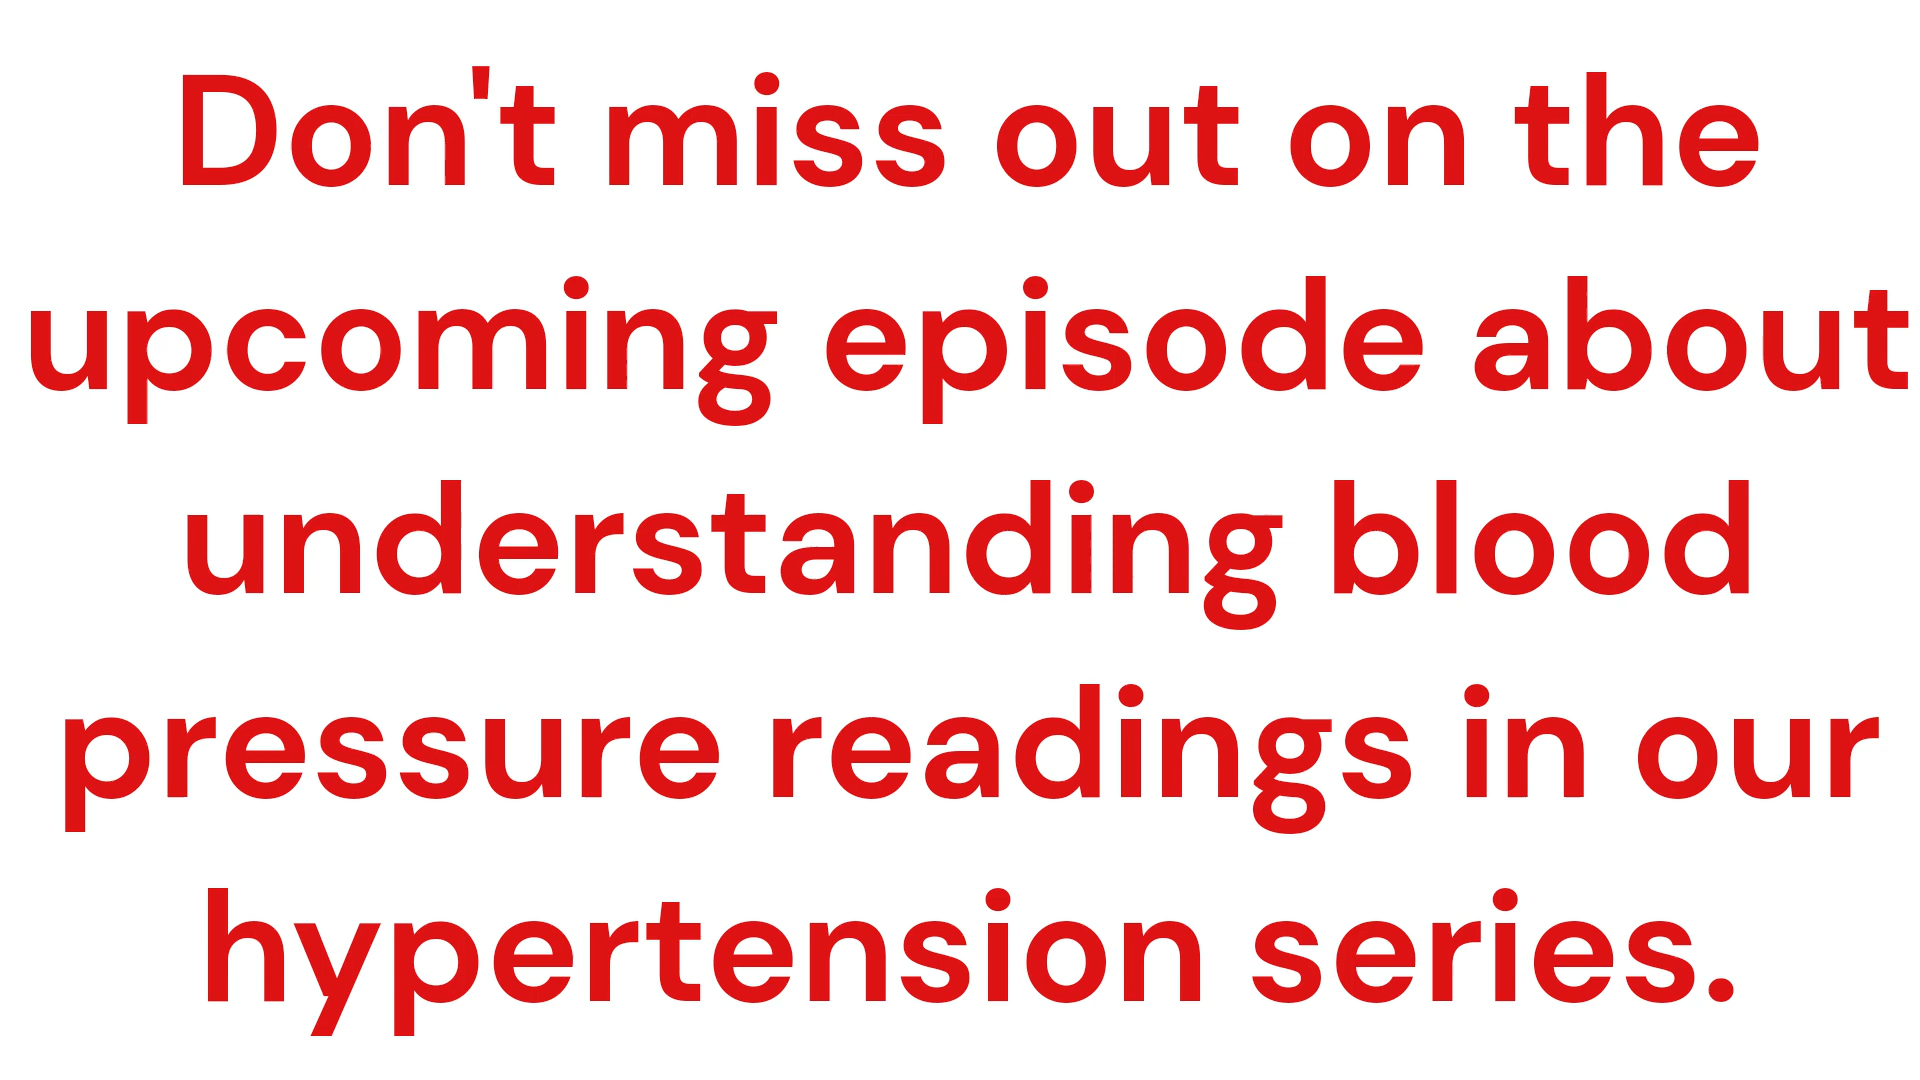 Don't miss out on the
upcoming episode about
understanding blood
pressure readings in our
hypertension series.